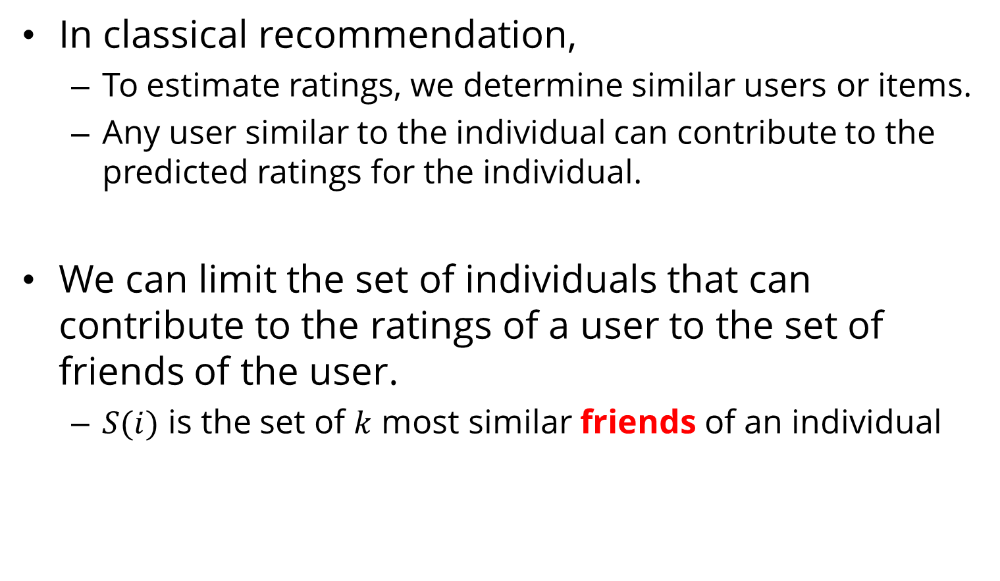 • In classical recommendation,
– To estimate ratings, we determine similar users or items.
– Any user similar to the individual can contribute to the
predicted ratings for the individual.
• We can limit the set of individuals that can
contribute to the ratings of a user to the set of
friends of the user.
– 𝑆(𝑖) is the set of 𝑘 most similar friends of an individual